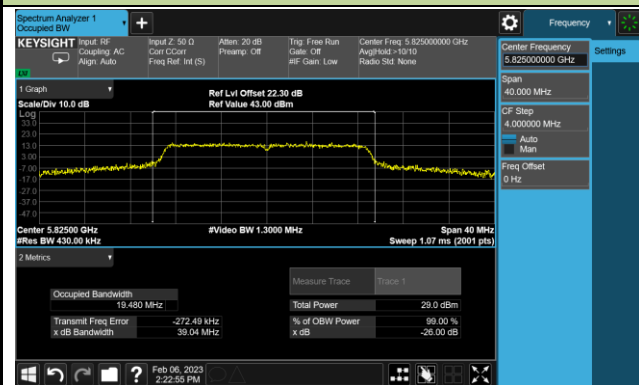 Spectrum Analyzer 1
Occupied BW
Frequency
KEYSIGHT
Input: RF
Coupling: AC
Align: Auto
Input Z: 50 Ω
Corr CCorr
Freq Ref: Int (S)
Atten: 20 dB
Preamp: Off
Trig: Free Run
Gate: Off
#IF Gain: Low
Center Freq: 5.825000000 GHz
Avg|Hold:>10/10
Radio Std: None
LW
Center Frequency
5.825000000 GHz
Settings
Span
40.000 MHz
CF Step
4.000000 MHz
Auto
Man
Freq Offset
0 Hz
1 Graph
Scale/Div 10.0 dB
Ref Lvl Offset 22.30 dB
Ref Value 43.00 dBm
Log
33.0
23.0
13.0
3.00
-7.00
-17.0
-27.0
-37.0
-47.0
Center 5.82500 GHz
#Res BW 430.00 kHz
#Video BW 1.3000 MHz
Span 40 MHz
Sweep 1.07 ms (2001 pts)
2 Metrics
Measure Trace
Trace 1
Occupied Bandwidth
19.480 MHz
Total Power
29.0 dBm
Transmit Freq Error
-272.49 kHz
% of OBW Power
99.00 %
x dB Bandwidth
39.04 MHz
x dB
-26.00 dB
?
Feb 06, 2023
2:22:55 PM